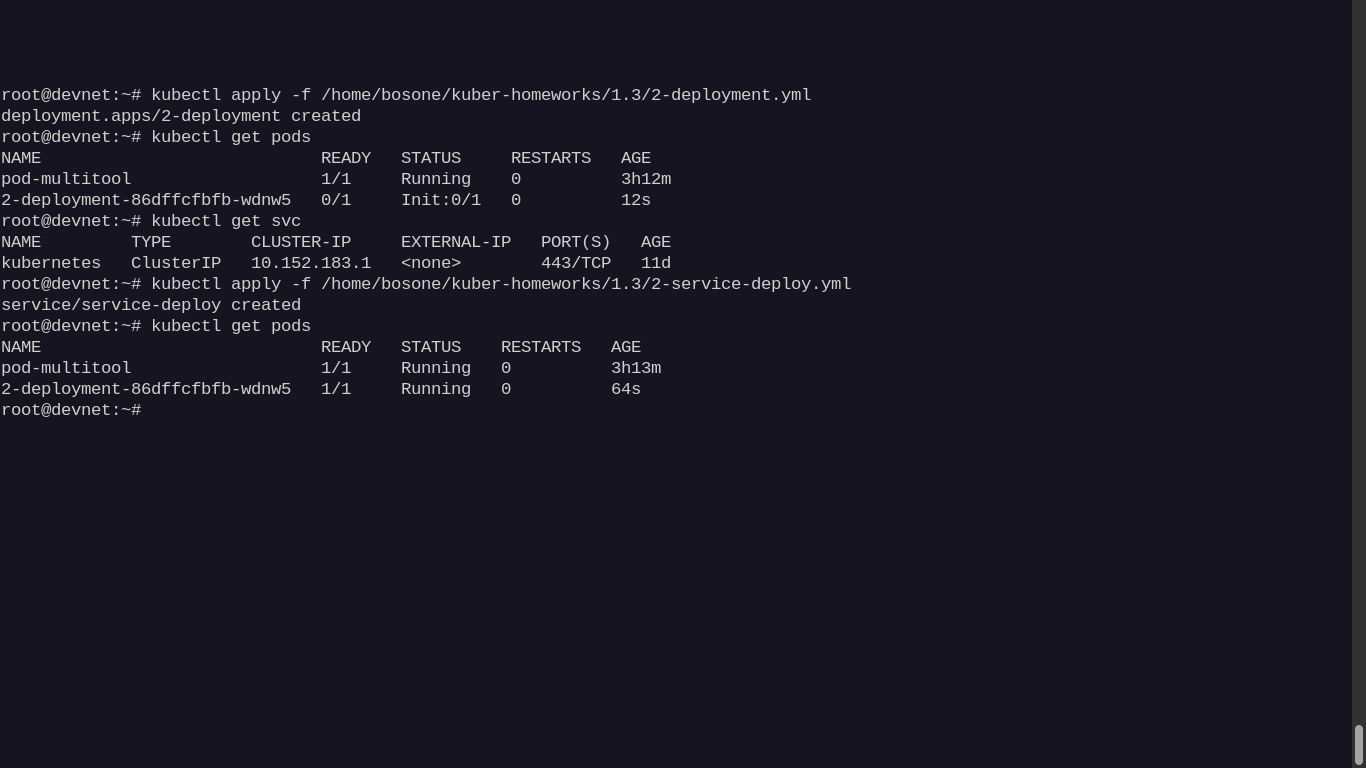 root@devnet:~# kubectl apply -f /home/bosone/kuber-homeworks/1.3/2-deployment.yml
deployment.apps/2-deployment created
root@devnet:~# kubectl get pods
NAME                            READY   STATUS     RESTARTS   AGE
pod-multitool                   1/1     Running    0          3h12m
2-deployment-86dffcfbfb-wdnw5   0/1     Init:0/1   0          12s
root@devnet:~# kubectl get svc
NAME         TYPE        CLUSTER-IP     EXTERNAL-IP   PORT(S)   AGE
kubernetes   ClusterIP   10.152.183.1   <none>        443/TCP   11d
root@devnet:~# kubectl apply -f /home/bosone/kuber-homeworks/1.3/2-service-deploy.yml
service/service-deploy created
root@devnet:~# kubectl get pods
NAME                            READY   STATUS    RESTARTS   AGE
pod-multitool                   1/1     Running   0          3h13m
2-deployment-86dffcfbfb-wdnw5   1/1     Running   0          64s
root@devnet:~#